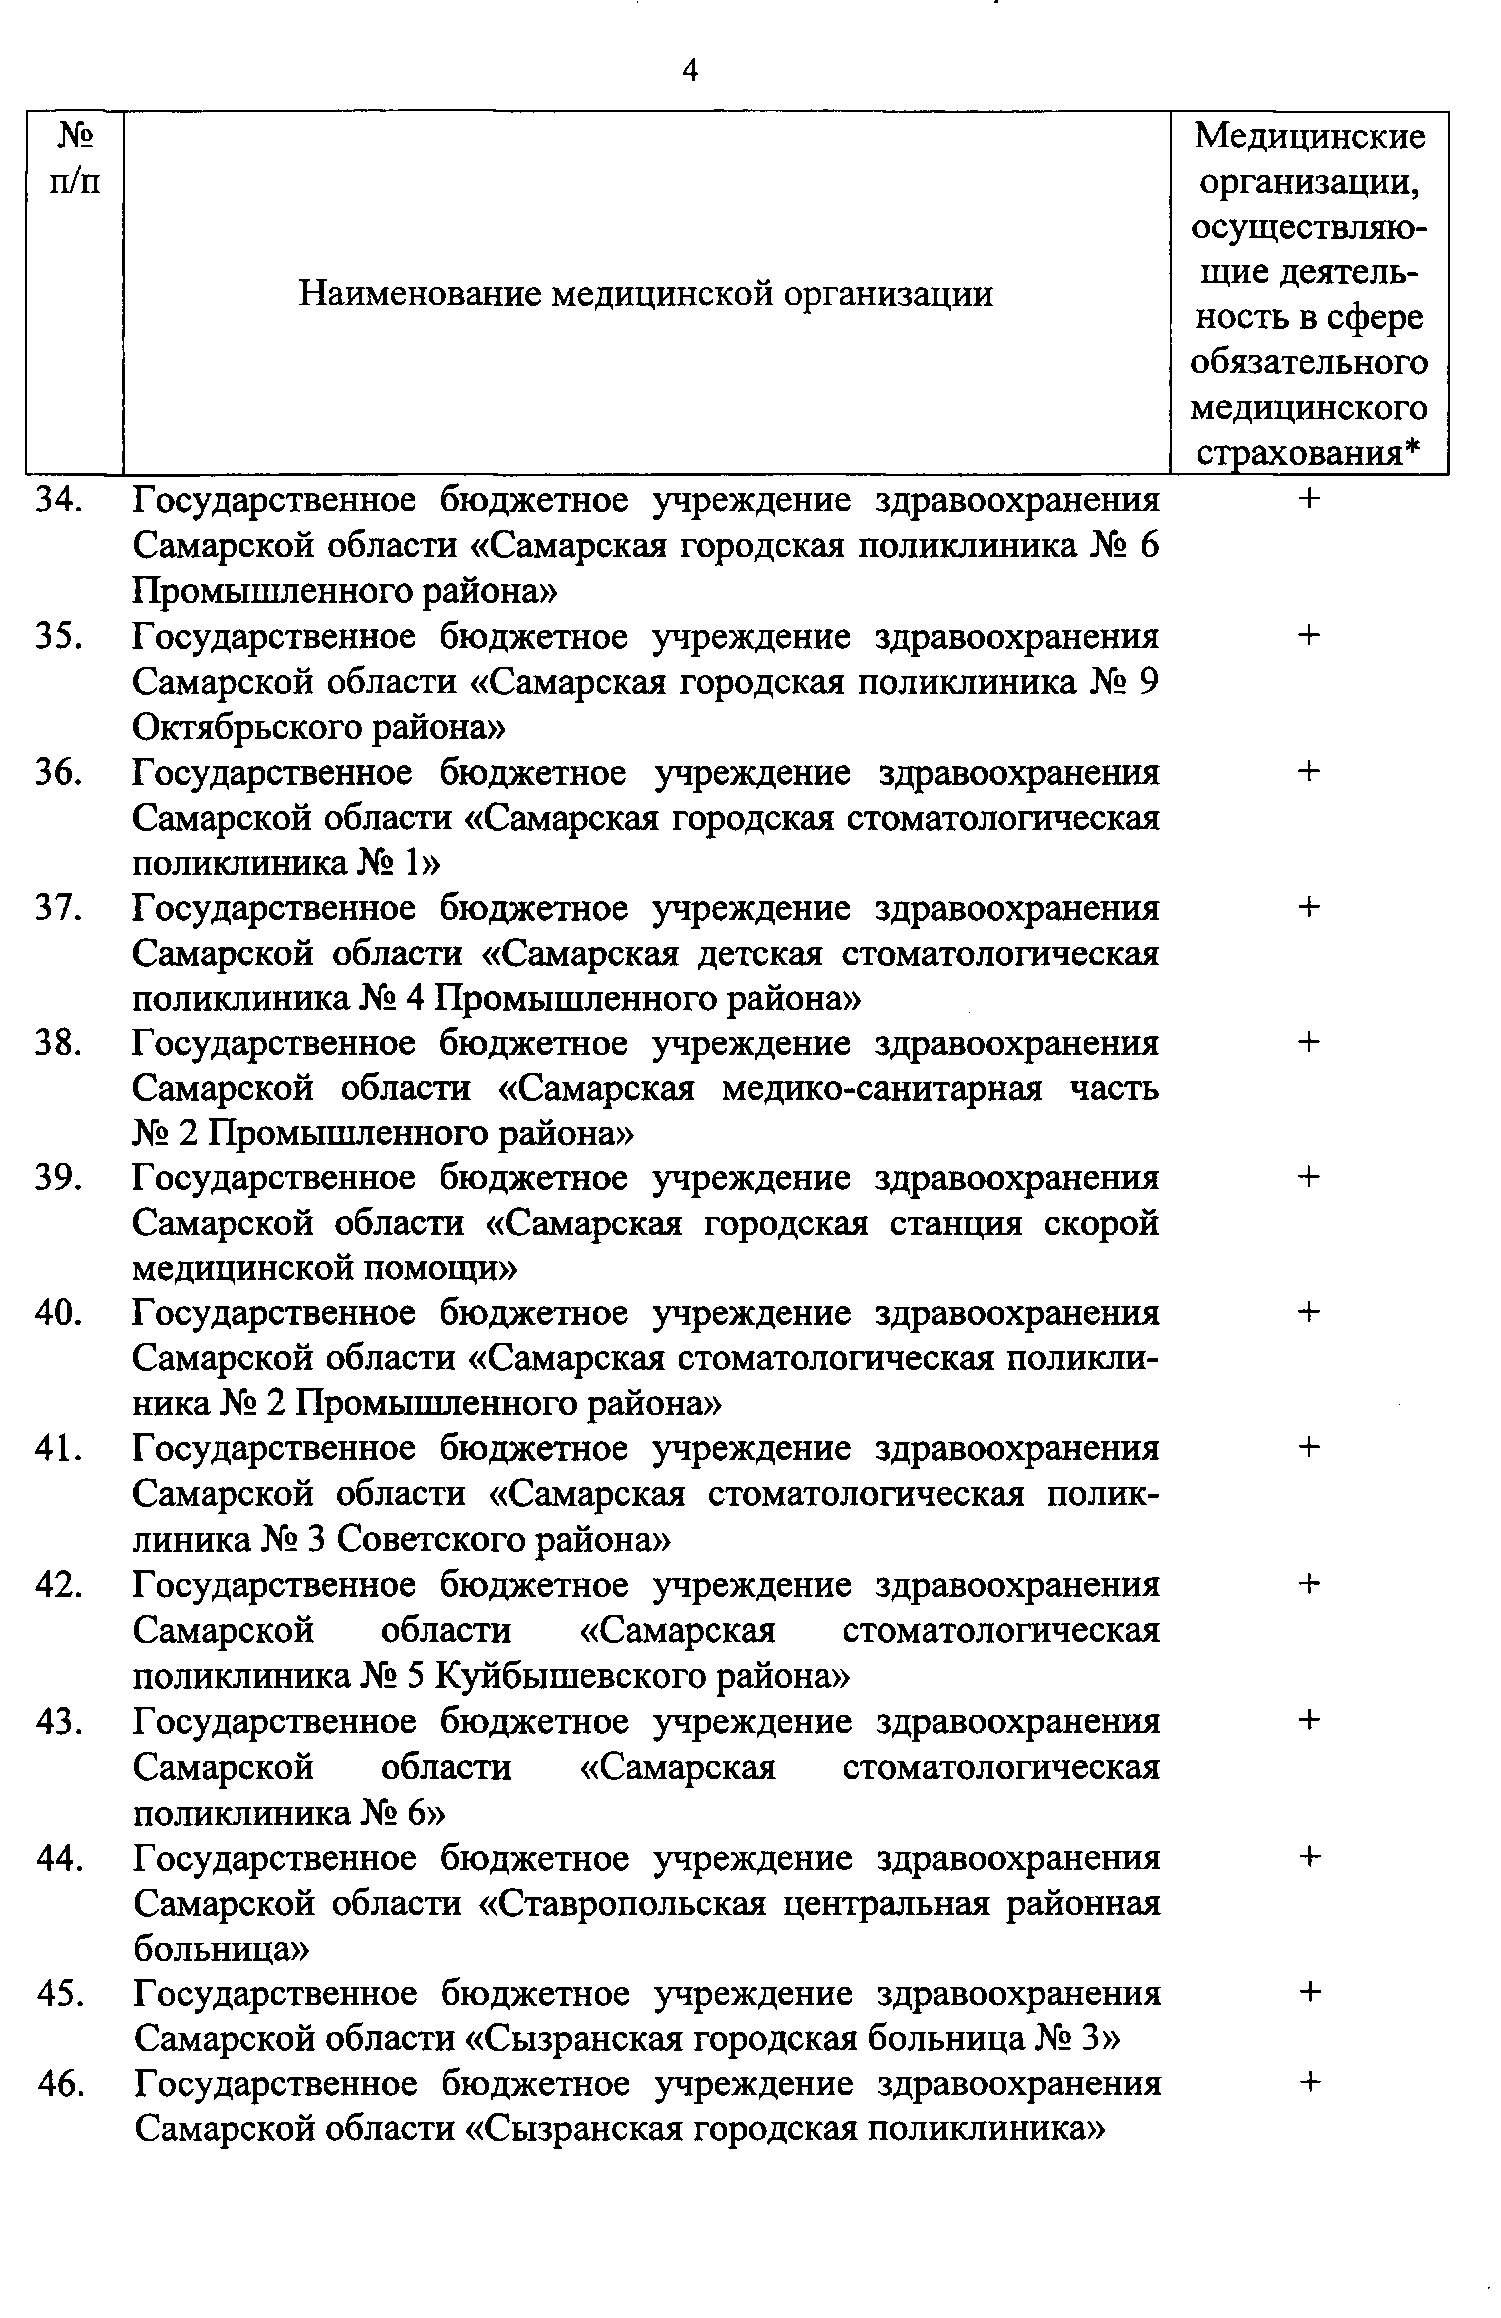 4
№
п/п
Наименование медицинской организации
Медицинские
организации,
осуществляю-
щие деятель-
ность в сфере
обязательного
медицинского
страхования*
34. Государственное бюджетное учреждение здравоохранения +
Самарской области «Самарская городская поликлиника № 6
Промышленного района»
35. Государственное бюджетное учреждение здравоохранения +
Самарской области «Самарская городская поликлиника № 9
Октябрьского района»
36. Государственное бюджетное учреждение здравоохранения +
Самарской области «Самарская городская стоматологическая
поликлиника № 1»
37. Государственное бюджетное учреждение здравоохранения +
Самарской области «Самарская детская стоматологическая
поликлиника № 4 Промышленного района»
38. Государственное бюджетное учреждение здравоохранения +
Самарской области «Самарская медико-санитарная часть
№ 2 Промышленного района»
39. Государственное бюджетное учреждение здравоохранения +
Самарской области «Самарская городская станция скорой
медицинской помощи»
40. Государственное бюджетное учреждение здравоохранения +
Самарской области «Самарская стоматологическая поликли-
ника № 2 Промышленного района»
41. Государственное бюджетное учреждение здравоохранения +
Самарской области «Самарская стоматологическая полик-
линика № 3 Советского района»
42. Государственное бюджетное учреждение здравоохранения +
Самарской области «Самарская стоматологическая
поликлиника № 5 Куйбышевского района»
43. Государственное бюджетное учреждение здравоохранения +
Самарской области «Самарская стоматологическая
поликлиника № 6»
44. Государственное бюджетное учреждение здравоохранения +
Самарской области «Ставропольская центральная районная
больница»
45. Государственное бюджетное учреждение здравоохранения +
Самарской области «Сызранская городская больница № 3»
46. Государственное бюджетное учреждение здравоохранения +
Самарской области «Сызранская городская поликлиника»